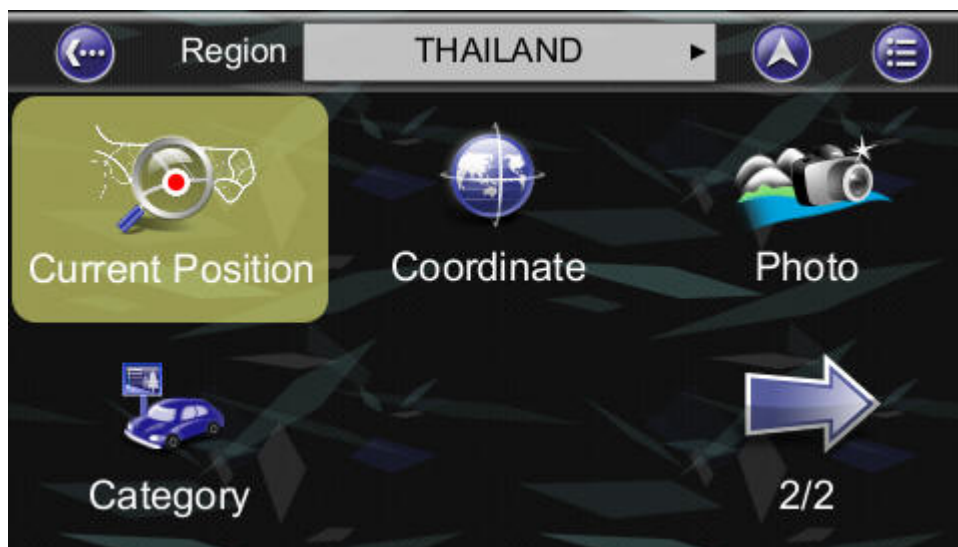 Region THAILAND
Current Position Coordinate Photo
Category 2/2